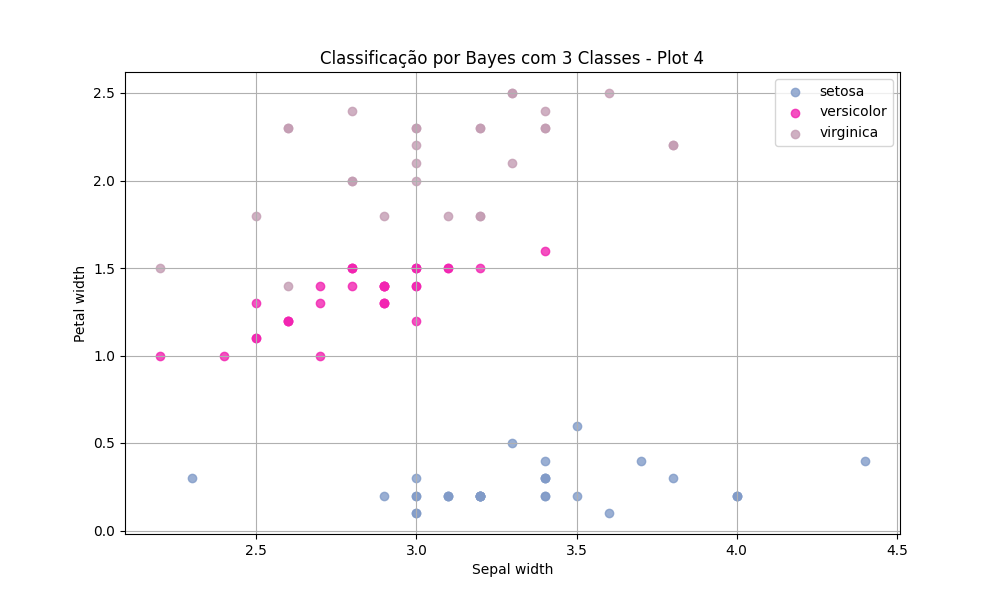 Classificação por Bayes com 3 Classes - Plot 4
setosa
versicolor
virginica
2.5
2.0
1.5
1.0
0.5
0.0
Petal width
2.5
3.0
3.5
4.0
4.5
Sepal width